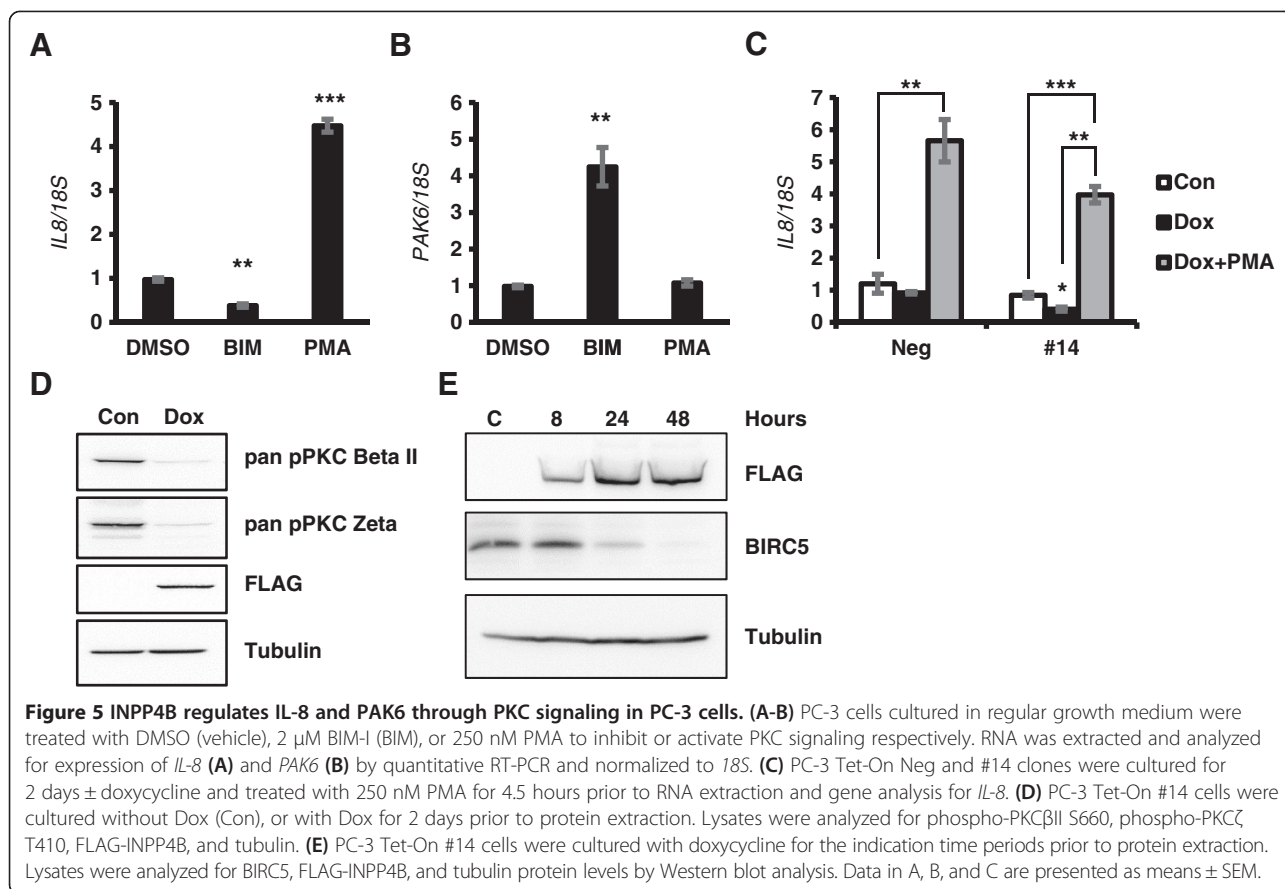 A
B
C
IL8/18S
5
4
3
2
1
0
**
***
DMSO BIM PMA
PAK6/18S
6
5
4
3
2
1
0
**
DMSO BIM PMA
IL8/18S
7
6
5
4
3
2
1
0
**
***
**
*
Neg #14
Con
Dox
Dox+PMA
D
Con Dox
pan pPKC Beta II
pan pPKC Zeta
FLAG
Tubulin
E
C 8 24 48 Hours
FLAG
BIRC5
Tubulin
Figure 5 INPP4B regulates IL-8 and PAK6 through PKC signaling in PC-3 cells. (A-B) PC-3 cells cultured in regular growth medium were
treated with DMSO (vehicle), 2 μM BIM-I (BIM), or 250 nM PMA to inhibit or activate PKC signaling respectively. RNA was extracted and analyzed
for expression of IL-8 (A) and PAK6 (B) by quantitative RT-PCR and normalized to 18S. (C) PC-3 Tet-On Neg and #14 clones were cultured for
2 days ± doxycycline and treated with 250 nM PMA for 4.5 hours prior to RNA extraction and gene analysis for IL-8. (D) PC-3 Tet-On #14 cells were
cultured without Dox (Con), or with Dox for 2 days prior to protein extraction. Lysates were analyzed for phospho-PKCβII S660, phospho-PKCζ
T410, FLAG-INPP4B, and tubulin. (E) PC-3 Tet-On #14 cells were cultured with doxycycline for the indication time periods prior to protein extraction.
Lysates were analyzed for BIRC5, FLAG-INPP4B, and tubulin protein levels by Western blot analysis. Data in A, B, and C are presented as means ± SEM.